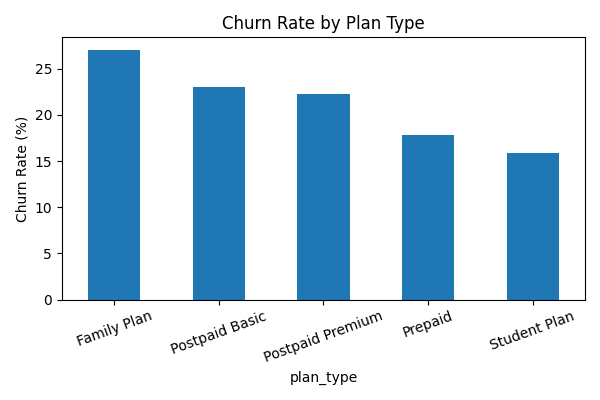 Churn Rate by Plan Type
Churn Rate (%)
25
20
15
10
5
0
Family Plan
Postpaid Basic
Postpaid Premium
Prepaid
Student Plan
plan_type